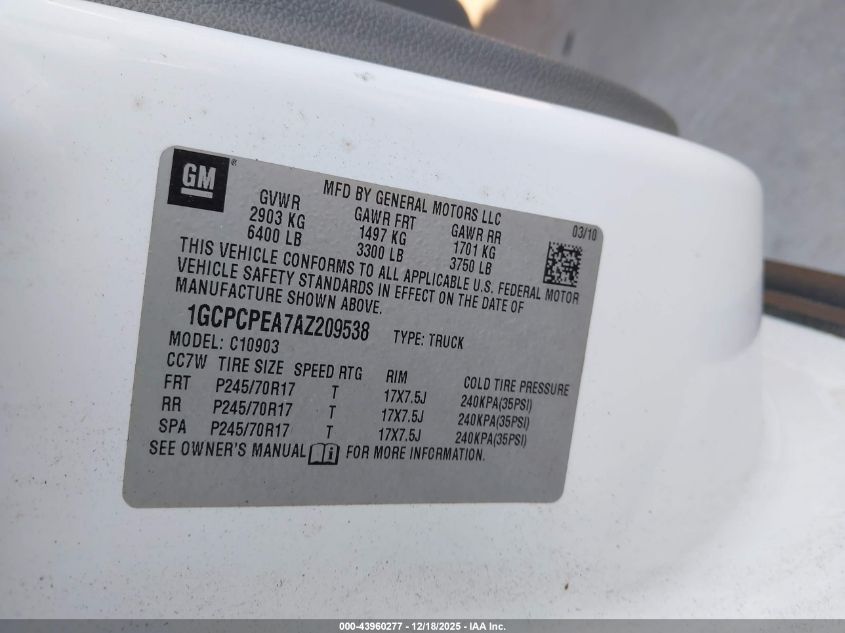 GM ®
MFD BY GENERAL MOTORS LLC
03/10
GVWR GAWR FRT GAWR RR
2903 KG 1497 KG 1701 KG
6400 LB 3300 LB 3750 LB
THIS VEHICLE CONFORMS TO ALL APPLICABLE U.S. FEDERAL MOTOR
VEHICLE SAFETY STANDARDS IN EFFECT ON THE DATE OF
MANUFACTURE SHOWN ABOVE.
1GCPCPEA7AZ209538 TYPE: TRUCK
MODEL: C10903
CC7W TIRE SIZE SPEED RTG RIM COLD TIRE PRESSURE
FRT P245/70R17 T 17X7.5J 240KPA(35PSI)
RR P245/70R17 T 17X7.5J 240KPA(35PSI)
SPA P245/70R17 T 17X7.5J 240KPA(35PSI)
SEE OWNER'S MANUAL FOR MORE INFORMATION.
000-43960277 - 12/18/2025 - IAA Inc.